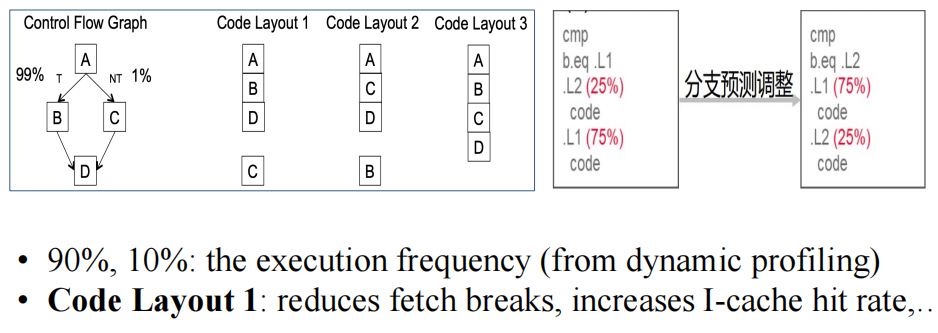 Control Flow Graph
Code Layout 1
Code Layout 2
Code Layout 3
99% T
NT 1%
A
B
C
D
A
B
D
C
A
C
D
B
A
B
C
D
cmp
b.eq .L1
.L2 (25%)
code
.L1 (75%)
code
分支预测调整
cmp
b.eq .L2
.L1 (75%)
code
.L2 (25%)
code
• 90%, 10%: the execution frequency (from dynamic profiling)
• Code Layout 1: reduces fetch breaks, increases I-cache hit rate,..